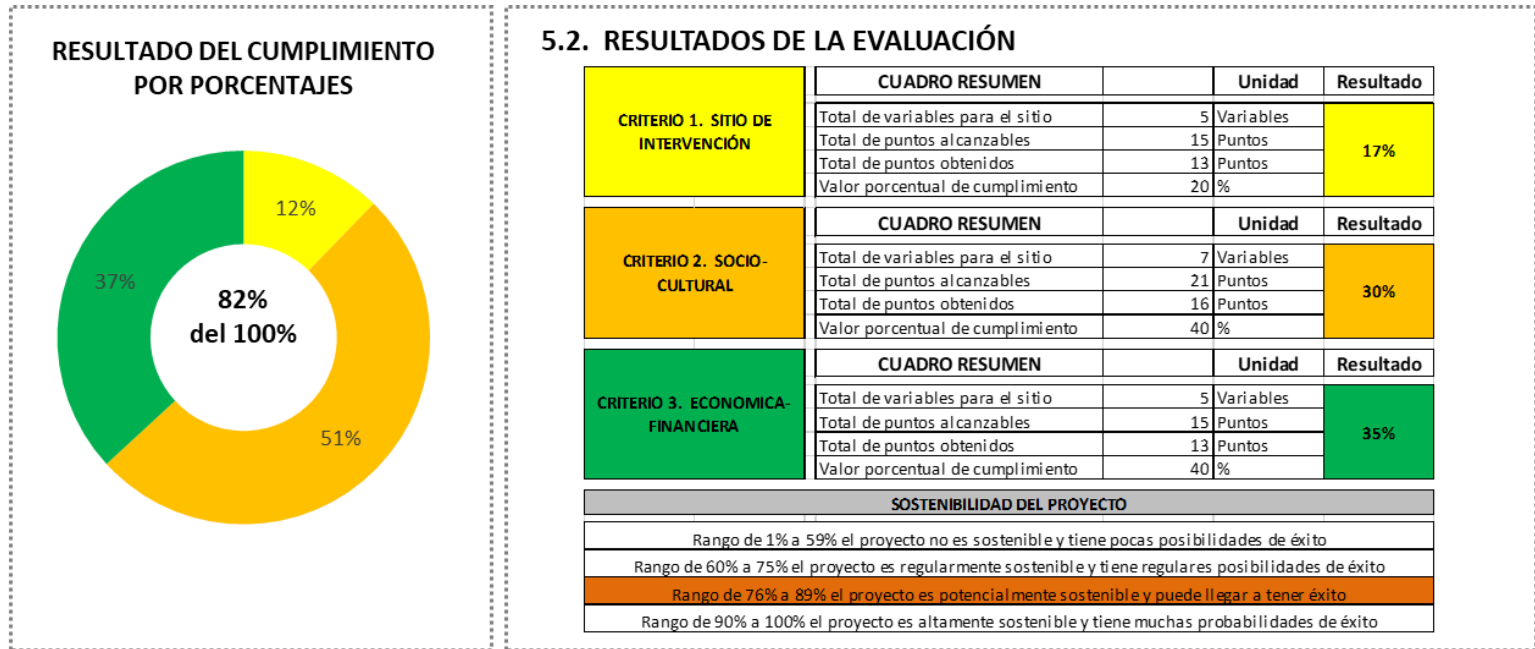 RESULTADO DEL CUMPLIMIENTO
POR PORCENTAJES
12%
37%
82%
del 100%
51%
5.2. RESULTADOS DE LA EVALUACIÓN
CRITERIO 1. SITIO DE
INTERVENCIÓN
CUADRO RESUMEN Unidad Resultado
Total de variables para el sitio 5 Variables
Total de puntos alcanzables 15 Puntos
Total de puntos obtenidos 13 Puntos
Valor porcentual de cumplimiento 20 %
17%
CRITERIO 2. SOCIO-
CULTURAL
CUADRO RESUMEN Unidad Resultado
Total de variables para el sitio 7 Variables
Total de puntos alcanzables 21 Puntos
Total de puntos obtenidos 16 Puntos
Valor porcentual de cumplimiento 40 %
30%
CRITERIO 3. ECONOMICA-
FINANCIERA
CUADRO RESUMEN Unidad Resultado
Total de variables para el sitio 5 Variables
Total de puntos alcanzables 15 Puntos
Total de puntos obtenidos 13 Puntos
Valor porcentual de cumplimiento 40 %
35%
SOSTENIBILIDAD DEL PROYECTO
Rango de 1% a 59% el proyecto no es sostenible y tiene pocas posibilidades de éxito
Rango de 60% a 75% el proyecto es regularmente sostenible y tiene regulares posibilidades de éxito
Rango de 76% a 89% el proyecto es potencialmente sostenible y puede llegar a tener éxito
Rango de 90% a 100% el proyecto es altamente sostenible y tiene muchas probabilidades de éxito